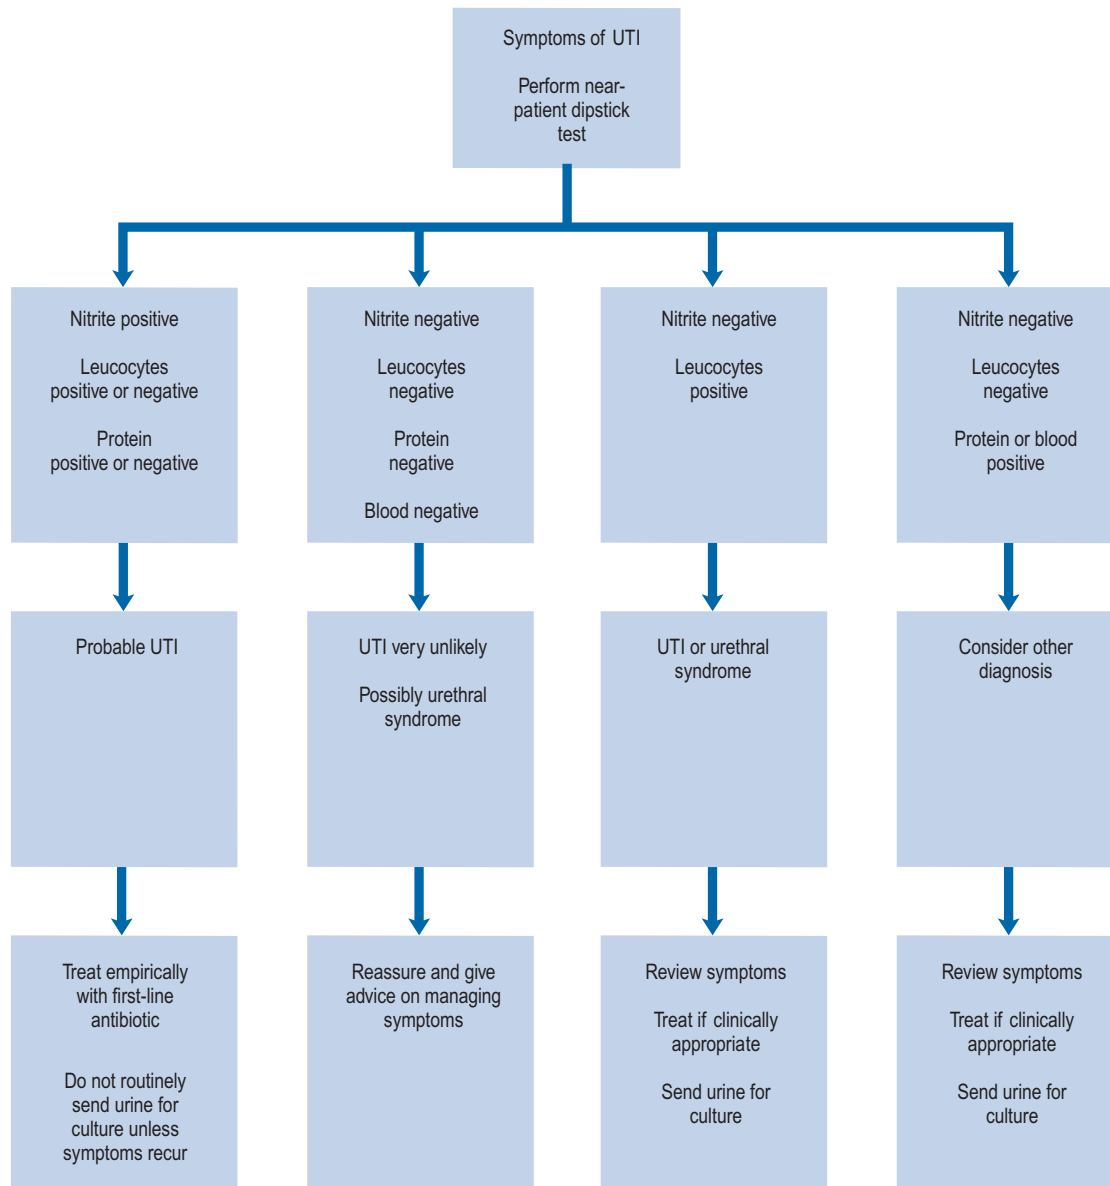 Symptoms of UTI
Perform near-
patient dipstick
test
Nitrite positive
Leucocytes
positive or negative
Protein
positive or negative
Nitrite negative
Leucocytes
negative
Protein
negative
Blood negative
Nitrite negative
Leucocytes
positive
Nitrite negative
Leucocytes
negative
Protein or blood
positive
Probable UTI
UTI very unlikely
Possibly urethral
syndrome
UTI or urethral
syndrome
Consider other
diagnosis
Treat empirically
with first-line
antibiotic
Do not routinely
send urine for
culture unless
symptoms recur
Reassure and give
advice on managing
symptoms
Review symptoms
Treat if clinically
appropriate
Send urine for
culture
Review symptoms
Treat if clinically
appropriate
Send urine for
culture